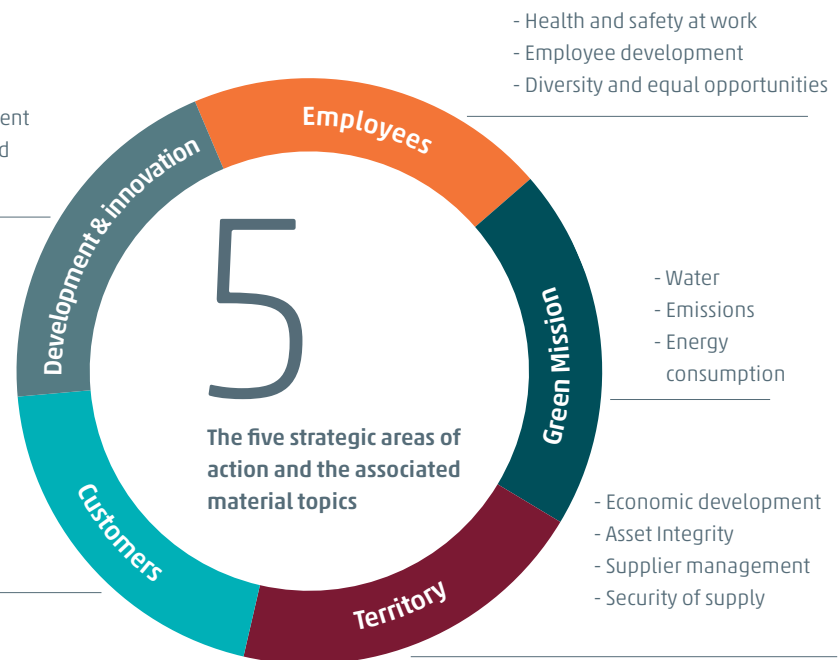 - Health and safety at work
- Employee development
- Diversity and equal opportunities
Employees
Development & innovation
5
The five strategic areas of
action and the associated
material topics
Green Mission
- Water
- Emissions
- Energy
consumption
Customers
Territory
- Economic development
- Asset Integrity
- Supplier management
- Security of supply